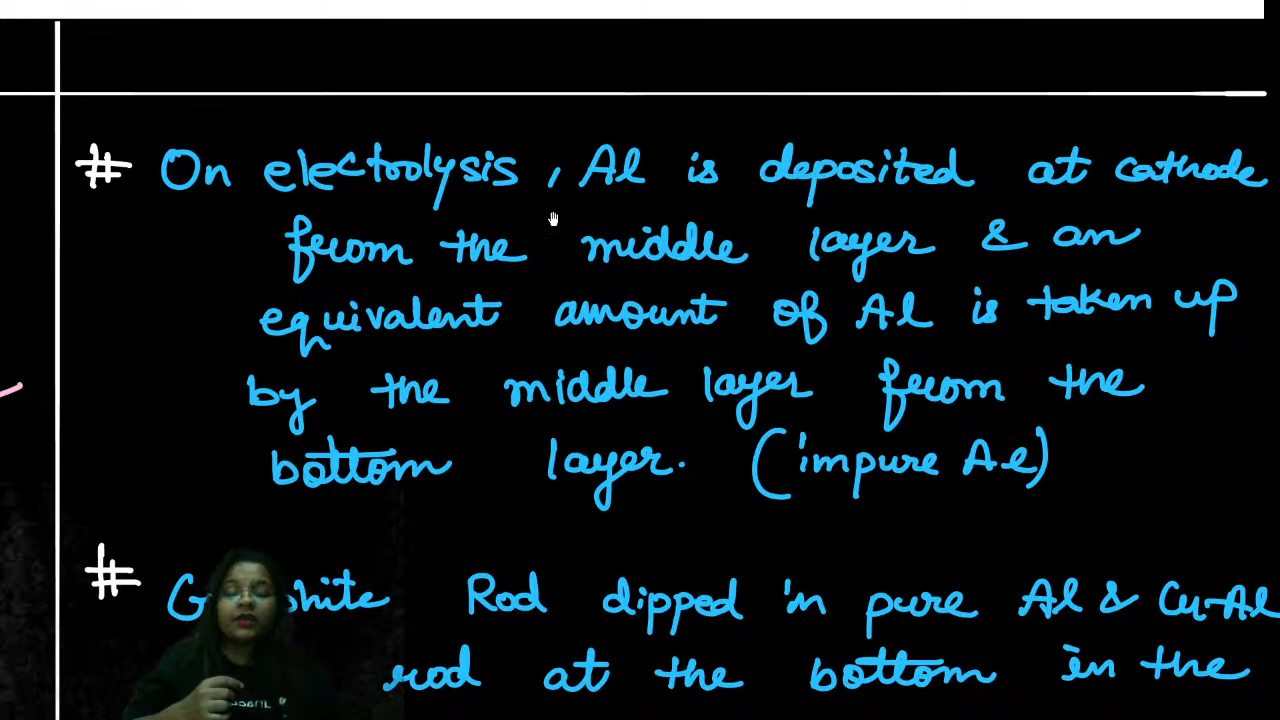 # On electrolysis, Al is deposited at cathode
from the middle layer & an
equivalent amount of Al is taken up
by the middle layer from the
bottom layer. (impure Al)
# Rod dipped in pure Al & Cu-Al
rod at the bottom in the